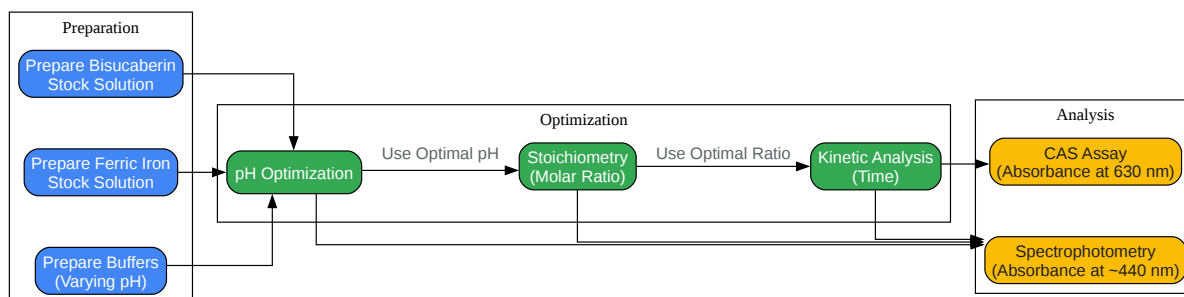 Preparation
Prepare Bisucaberin
Stock Solution
Prepare Ferric Iron
Stock Solution
Prepare Buffers
(Varying pH)
Optimization
pH Optimization
Use Optimal pH
Stoichiometry
(Molar Ratio)
Use Optimal Ratio
Kinetic Analysis
(Time)
Analysis
CAS Assay
(Absorbance at 630 nm)
Spectrophotometry
(Absorbance at ~440 nm)